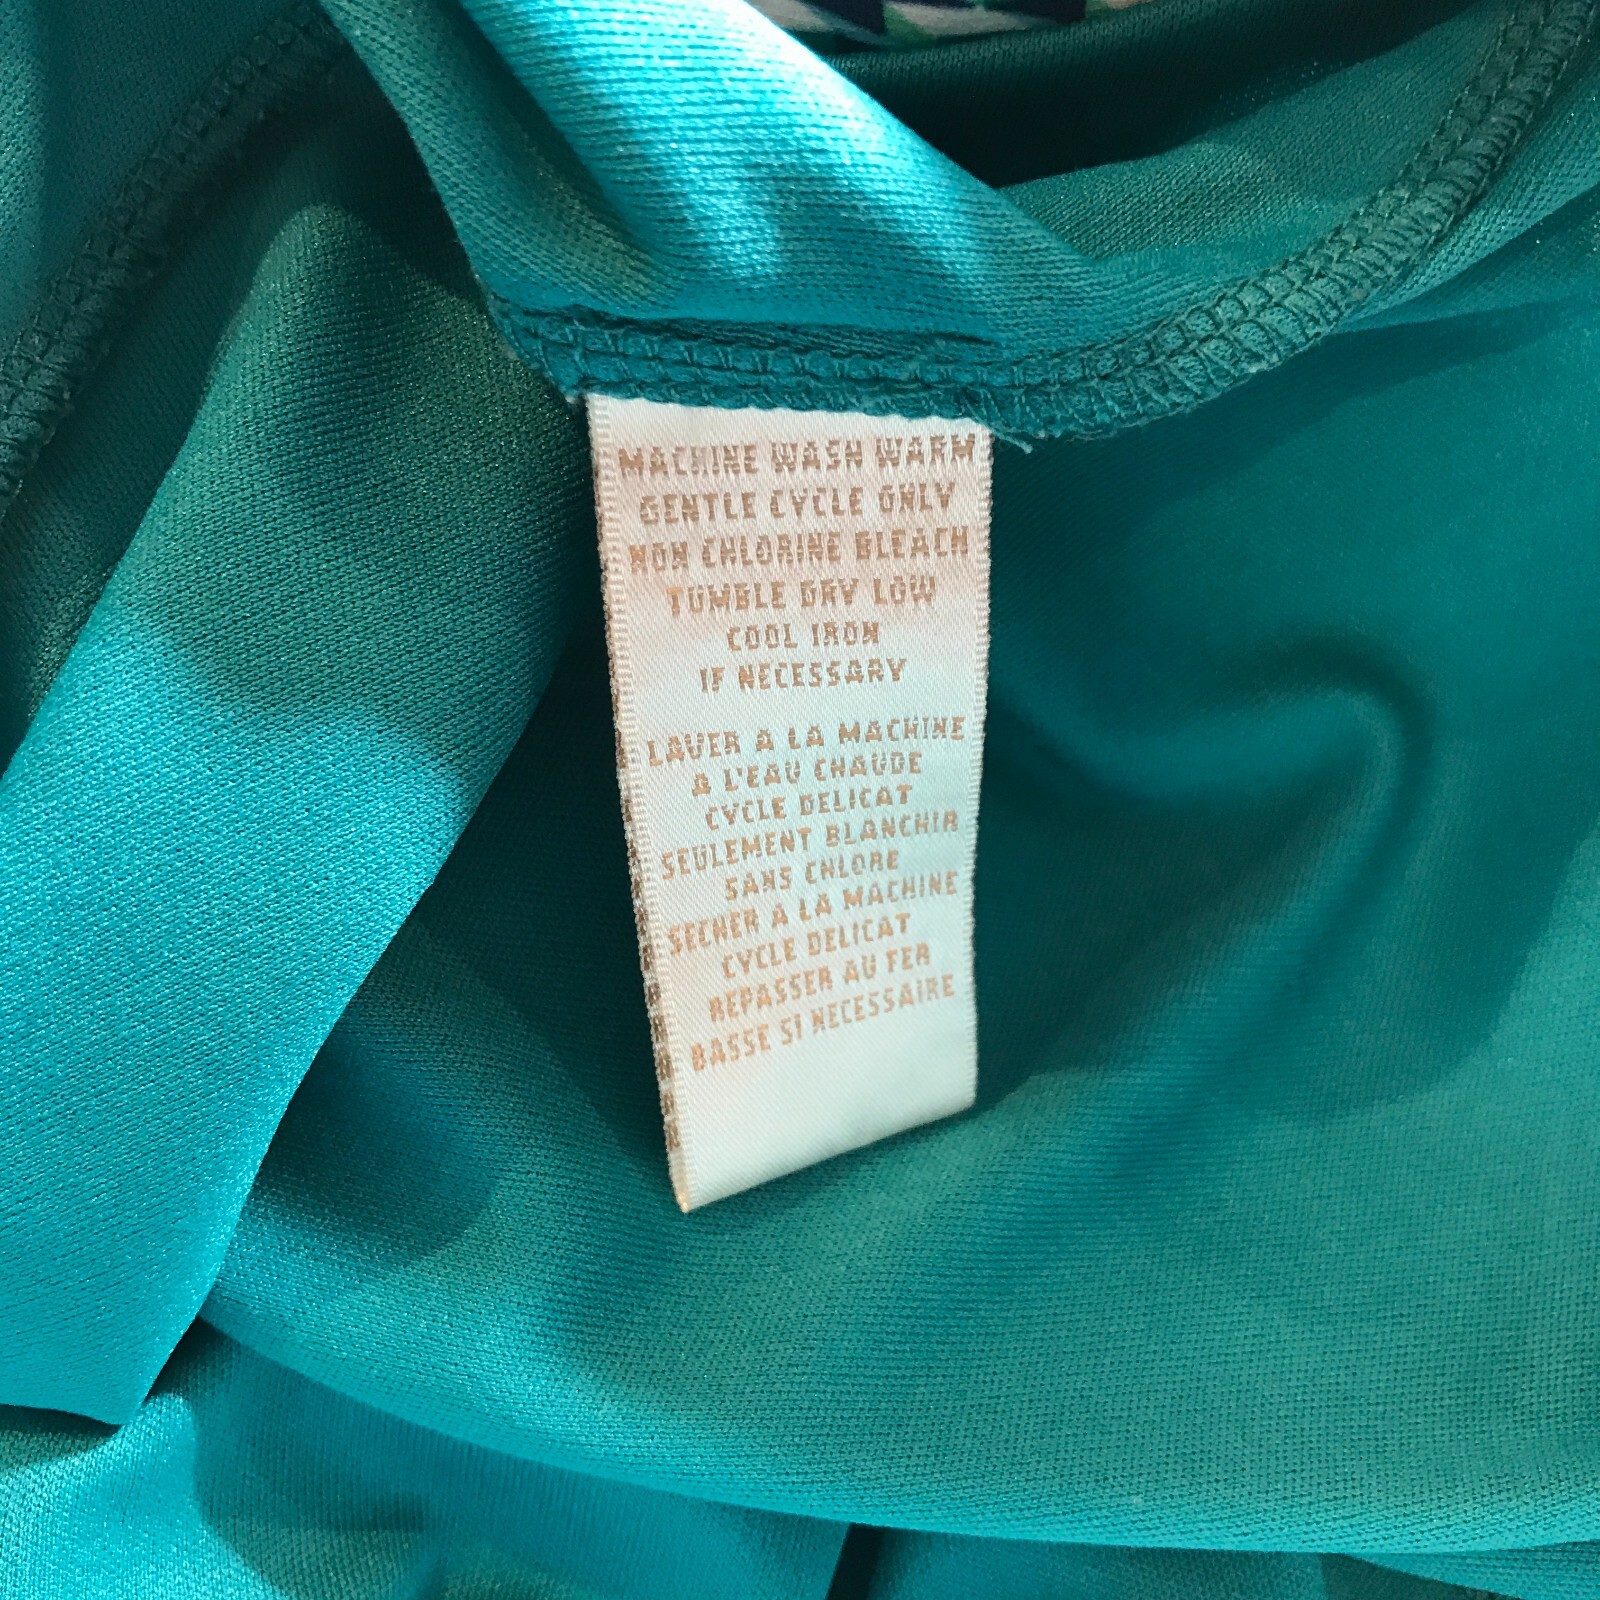 MACHINE WASH WARM
GENTLE CYCLE ONLY
NON CHLORINE BLEACH
TUMBLE DRY LOW
COOL IRON
IF NECESSARY
LAVER A LA MACHINE
A L'EAU CHAUDE
CYCLE DELICAT
SEULEMENT BLANCHIR
SANS CHLORE
SECHER A LA MACHINE
CYCLE DELICAT
REPASSER AU FER
BASSE SI NECESSAIRE